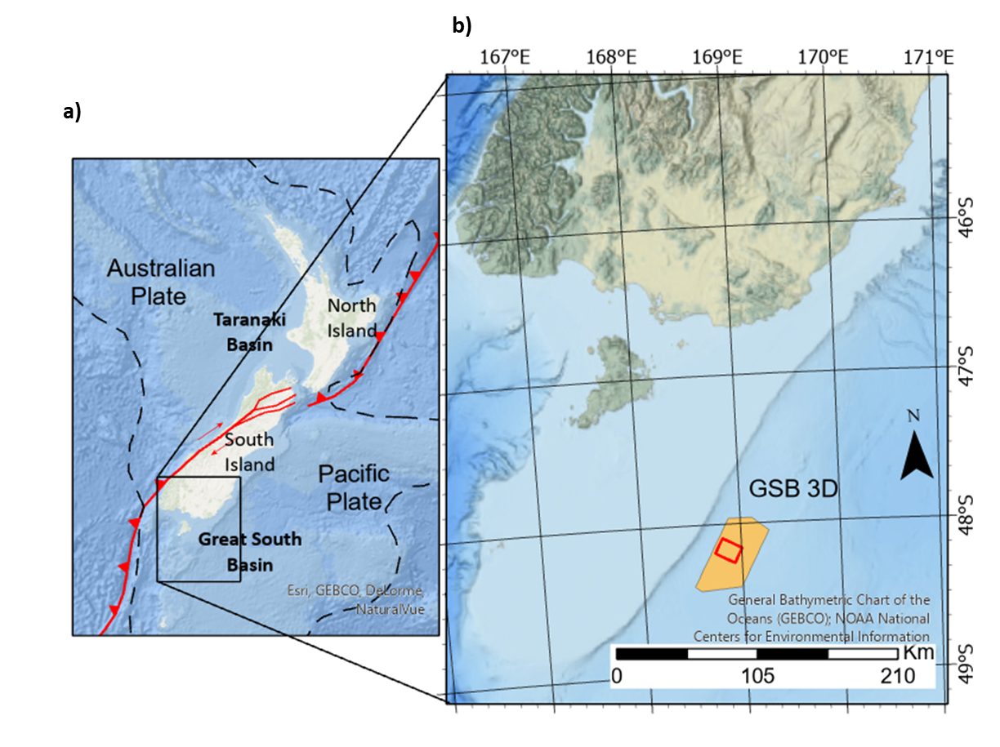 b)
167°E 168°E 169°E 170°E 171°E
a)
Australian
Plate
Taranaki
Basin
North
Island
South
Island
Pacific
Plate
Great South
Basin
Esri, GEBCO, DeLorme,
NaturalVue
46°S
47°S
N
GSB 3D
48°S
General Bathymetric Chart of the
Oceans (GEBCO); NOAA National
Centers for Environmental Information
Km
0 105 210
49°S